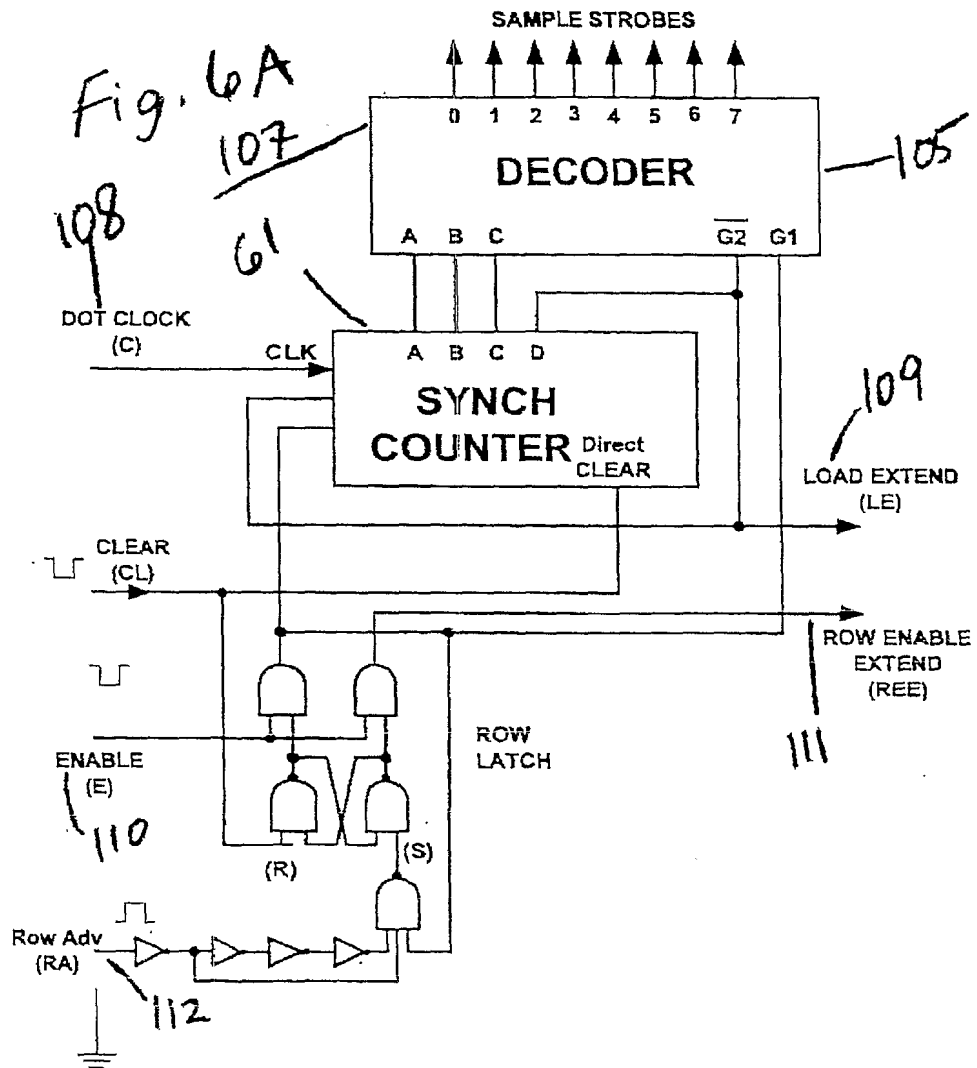 SAMPLE STROBES
Fig. 6A
0 1 2 3 4 5 6 7
107
DECODER
105
108
A B C G2 G1
61
DOT CLOCK
(C)
CLK
A B C D
SYNCH
COUNTER
Direct
CLEAR
109
LOAD EXTEND
(LE)
CLEAR
(CL)
ROW ENABLE
EXTEND
(REE)
ROW
LATCH
111
ENABLE
(E)
110
(R)
(S)
Row Adv
(RA)
112